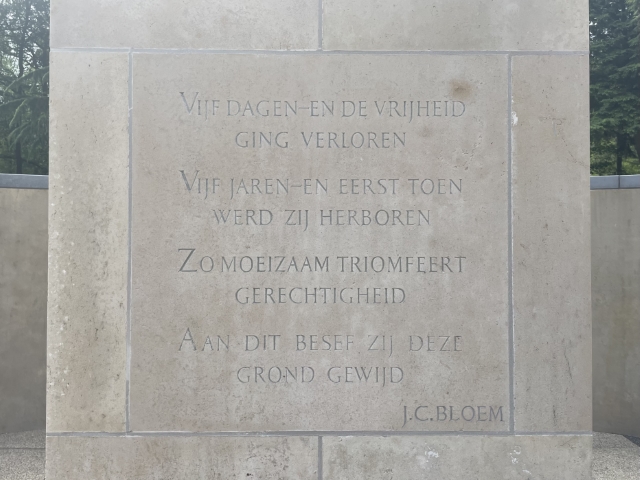 VIJF DAGEN–EN DE VRIJHEID
GING VERLOREN
VIJF JAREN–EN EERST TOEN
WERD ZIJ HERBOREN
ZO MOEIZAAM TRIOMFEERT
GERECHTIGHEID
AAN DIT BESEF ZIJ DEZE
GROND GEWIJD
J.C.BLOEM